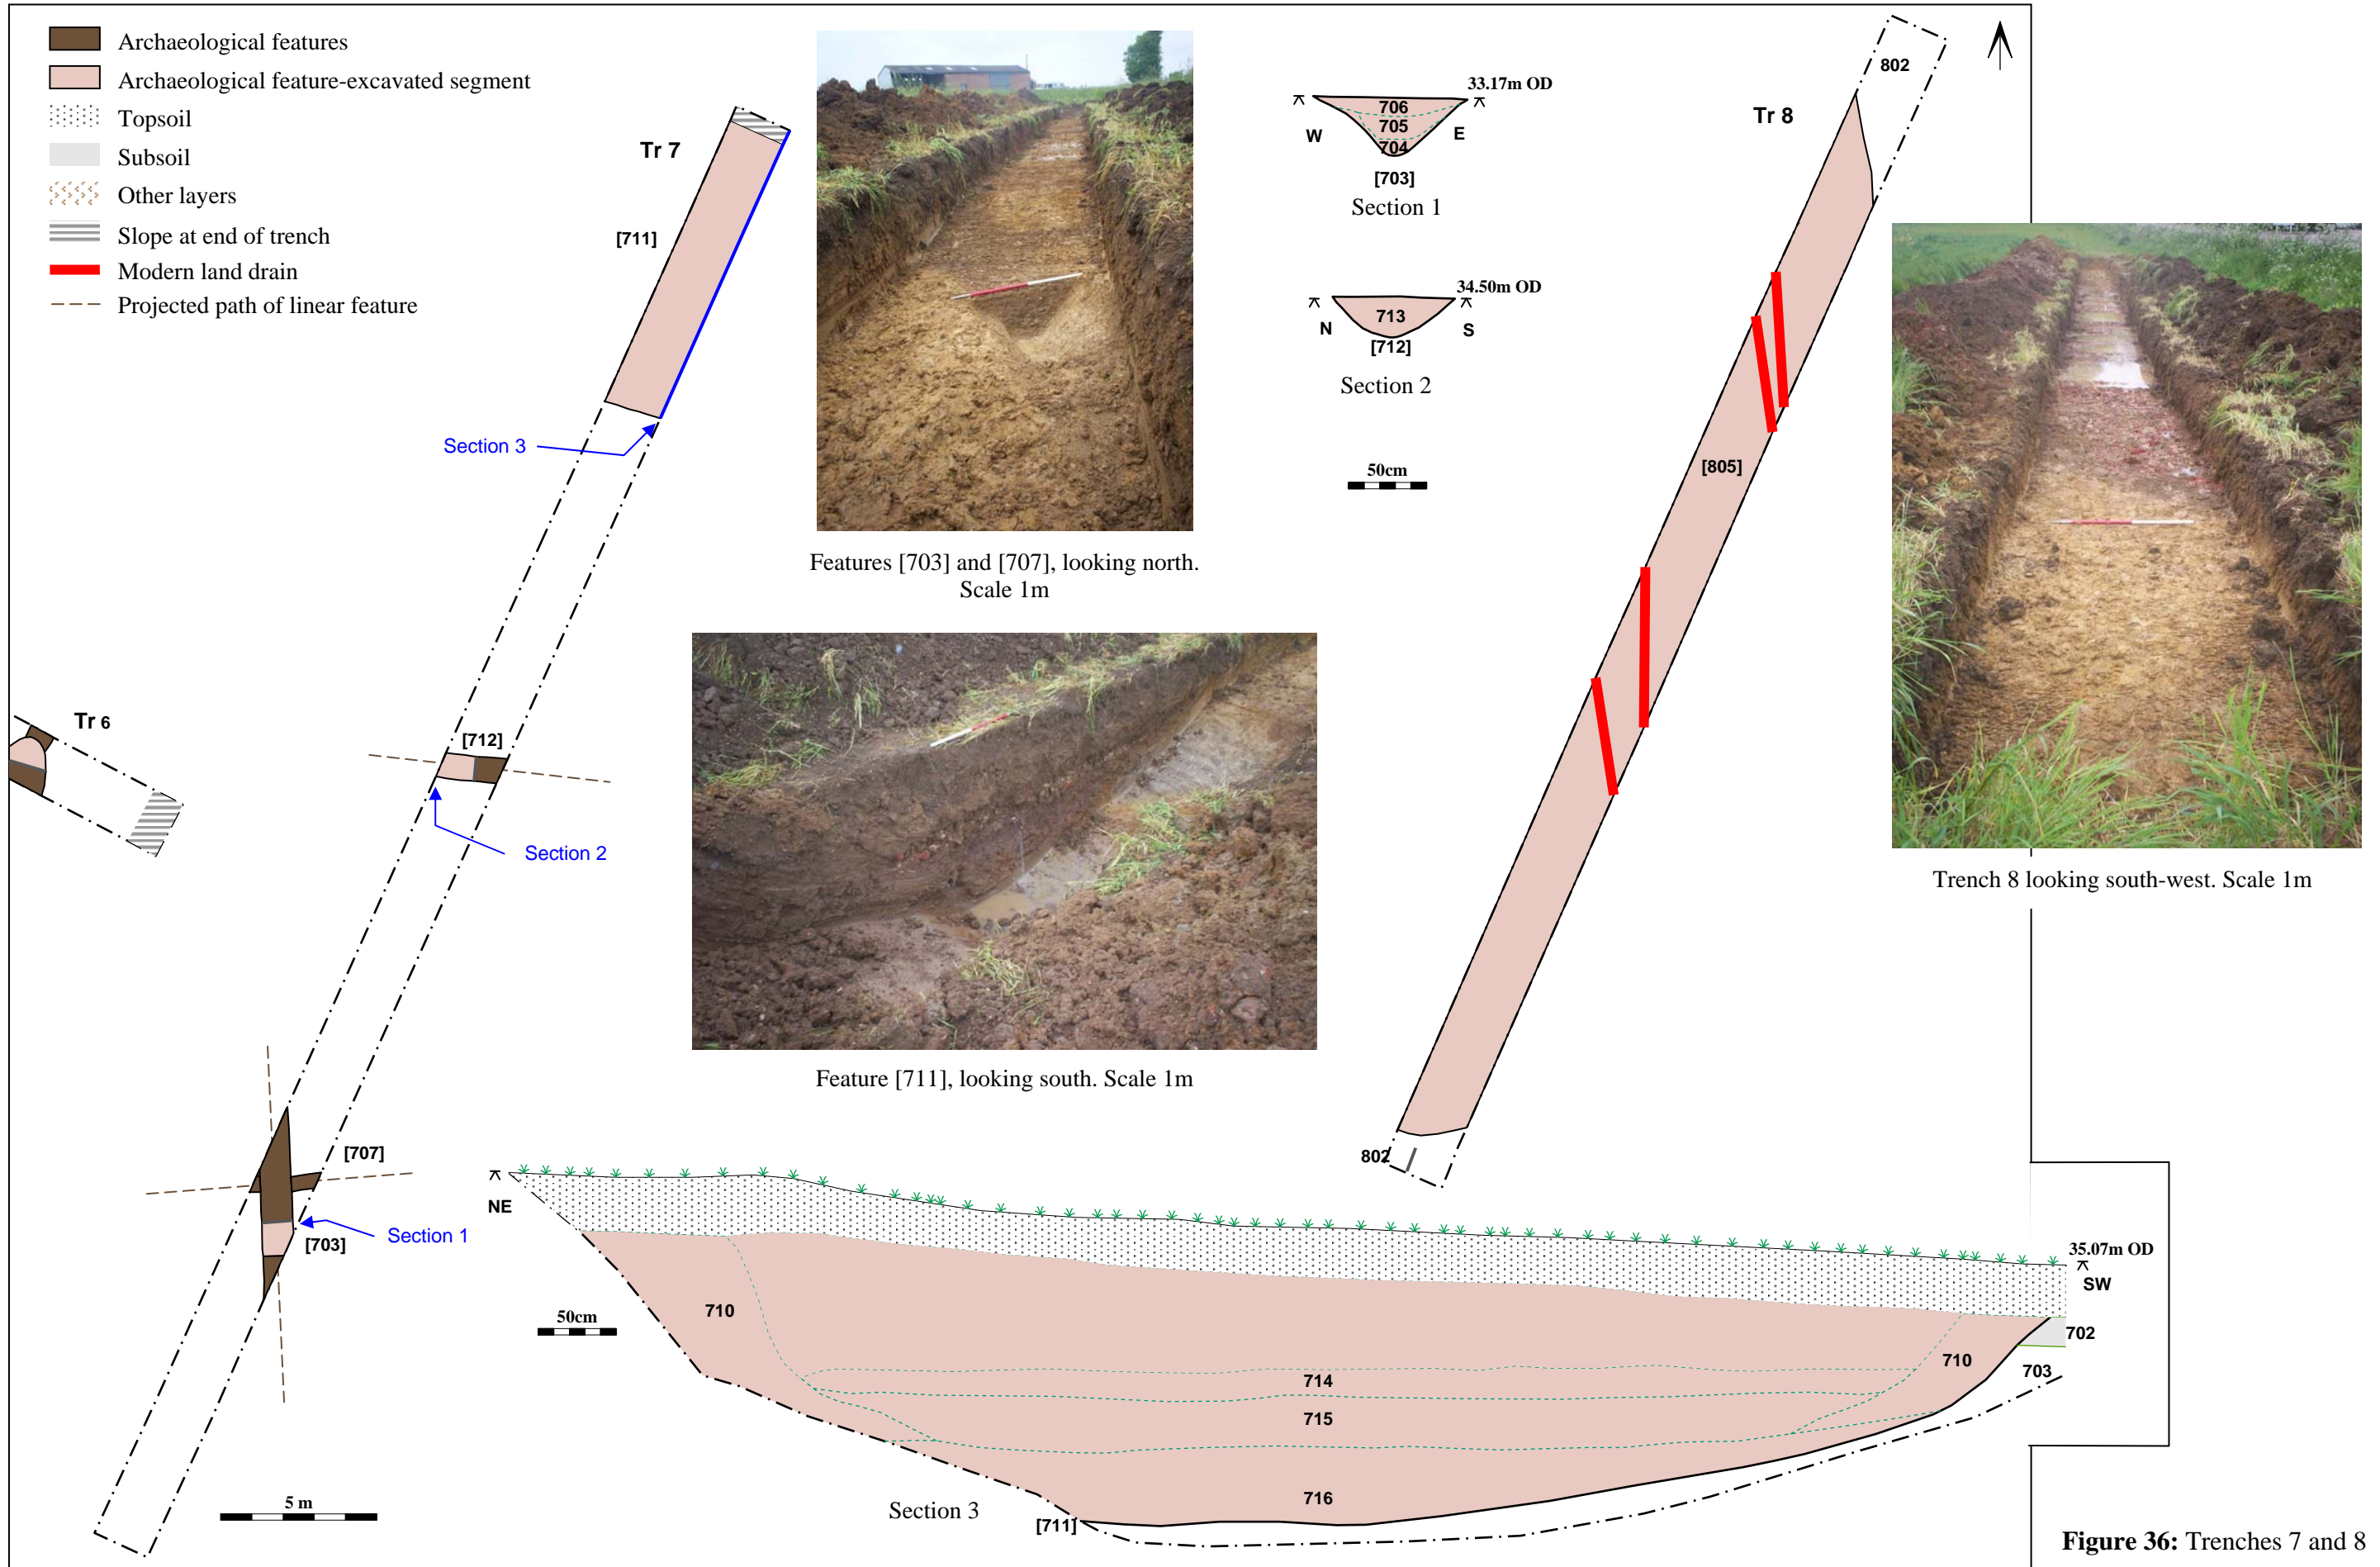 Archaeological features
Archaeological feature-excavated segment
Topsoil
Subsoil
Other layers
Slope at end of trench
Modern land drain
Projected path of linear feature
Tr 7
[711]
Section 3
Tr 6
[712]
Section 2
[707]
[703]
Section 1
5 m
Features [703] and [707], looking north.
Scale 1m
Feature [711], looking south. Scale 1m
33.17m OD
706
705
704
W
E
[703]
Section 1
34.50m OD
713
N
S
[712]
Section 2
50cm
802
Tr 8
[805]
802
Trench 8 looking south-west. Scale 1m
NE
35.07m OD
SW
702
703
710
710
714
715
716
50cm
Section 3
[711]
Figure 36: Trenches 7 and 8